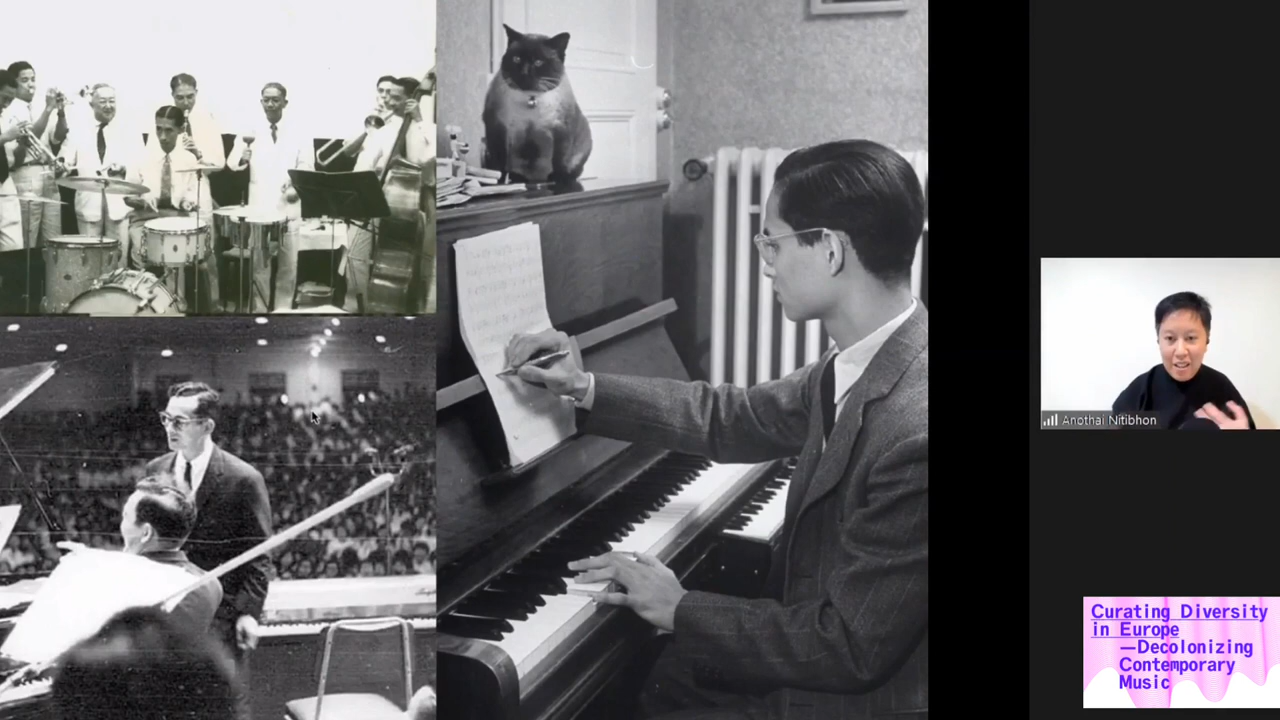 Anothai Nitibhon
Curating Diversity
in Europe
—Decolonizing
Contemporary
Music